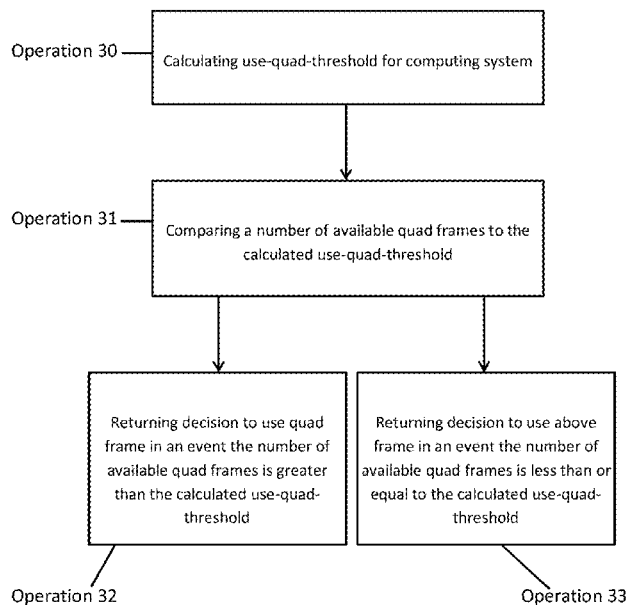 Operation 30
Calculating use-quad-threshold for computing system
Operation 31
Comparing a number of available quad frames to the
calculated use-quad-threshold
Returning decision to use quad
frame in an event the number of
available quad frames is greater
than the calculated use-quad-
threshold
Returning decision to use above
frame in an event the number of
available quad frames is less than or
equal to the calculated use-quad-
threshold
Operation 32
Operation 33